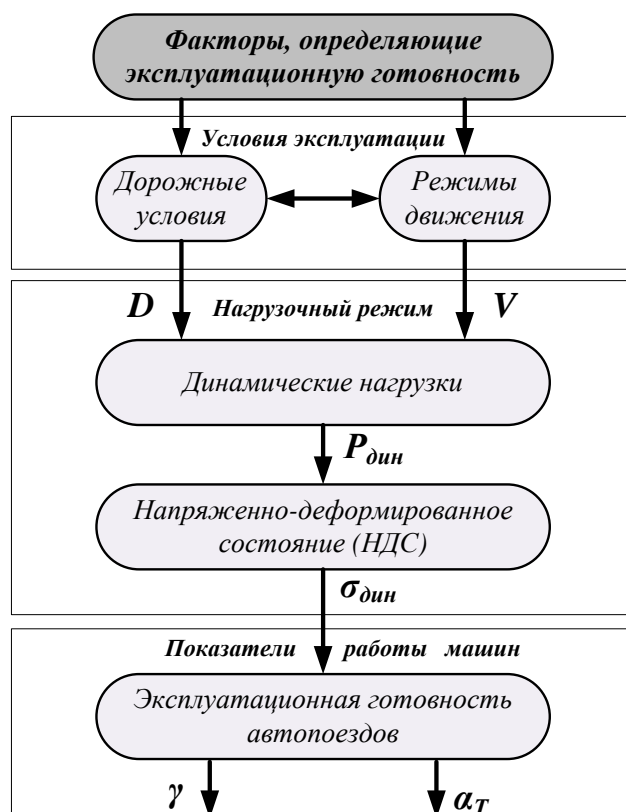 Факторы, определяющие
эксплуатационную готовность
Условия эксплуатации
Дорожные
условия
Режимы
движения
D
Нагрузочный режим
V
Динамические нагрузки
Pдин
Напряженно-деформированное
состояние (НДС)
σдин
Показатели работы машин
Эксплуатационная готовность
автопоездов
γ
αT